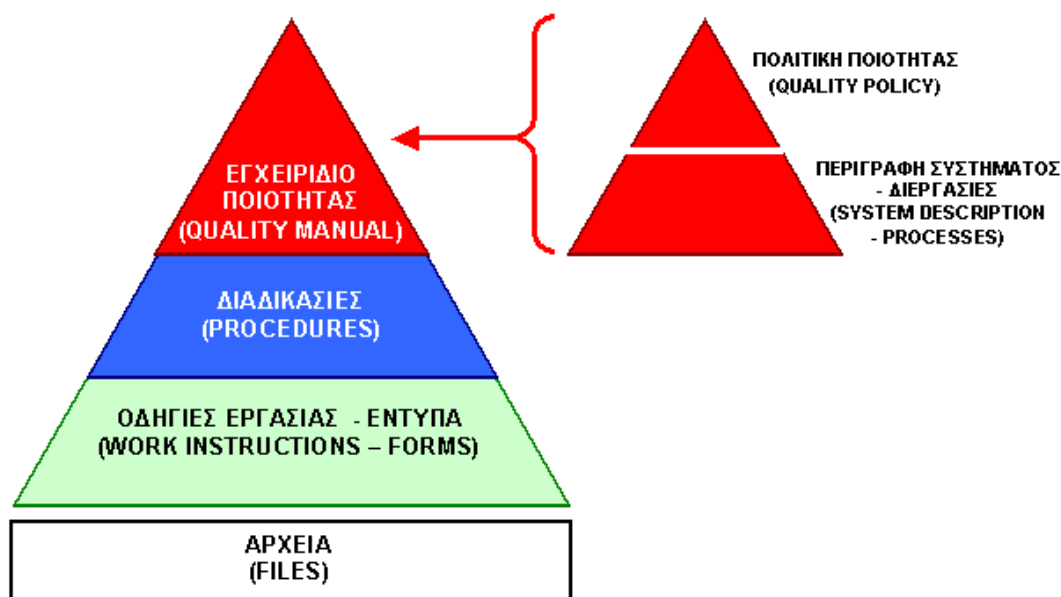 ΕΓΧΕΙΡΙΔΙΟ
ΠΟΙΟΤΗΤΑΣ
(QUALITY MANUAL)
ΔΙΑΔΙΚΑΣΙΕΣ
(PROCEDURES)
ΟΔΗΓΙΕΣ ΕΡΓΑΣΙΑΣ - ΕΝΤΥΠΑ
(WORK INSTRUCTIONS – FORMS)
ΑΡΧΕΙΑ
(FILES)
ΠΟΛΙΤΙΚΗ ΠΟΙΟΤΗΤΑΣ
(QUALITY POLICY)
ΠΕΡΙΓΡΑΦΗ ΣΥΣΤΗΜΑΤΟΣ
- ΔΙΕΡΓΑΣΙΕΣ
(SYSTEM DESCRIPTION
- PROCESSES)